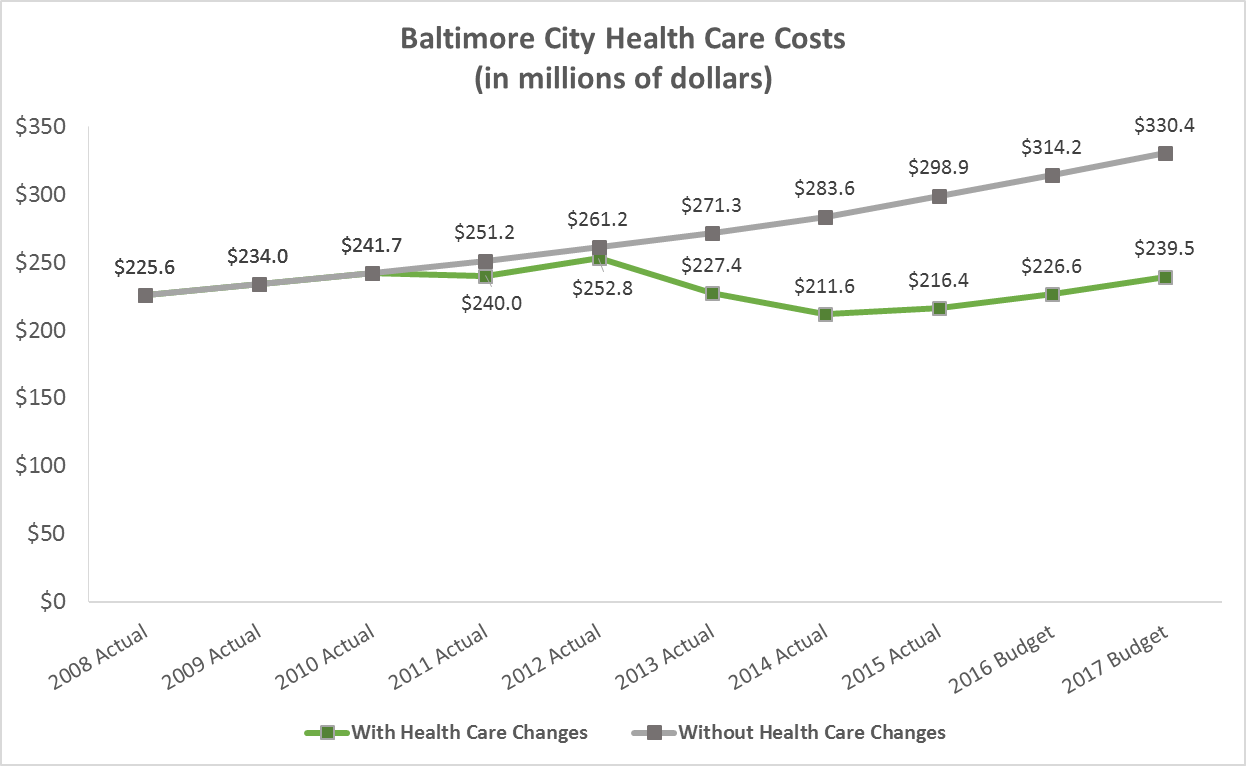 Baltimore City Health Care Costs
(in millions of dollars)
$350
$300
$250
$200
$150
$100
$50
$0
$225.6
$234.0
$241.7
$251.2
$261.2
$271.3
$283.6
$298.9
$314.2
$330.4
$240.0
$252.8
$227.4
$211.6
$216.4
$226.6
$239.5
2008 Actual
2009 Actual
2010 Actual
2011 Actual
2012 Actual
2013 Actual
2014 Actual
2015 Actual
2016 Budget
2017 Budget
With Health Care Changes
Without Health Care Changes